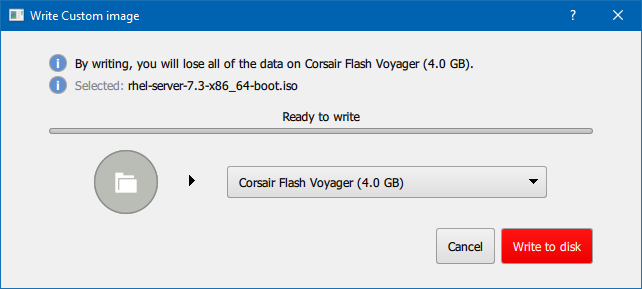 Write Custom image
?
By writing, you will lose all of the data on Corsair Flash Voyager (4.0 GB).
Selected: rhel-server-7.3-x86_64-boot.iso
Ready to write
Corsair Flash Voyager (4.0 GB)
Cancel
Write to disk